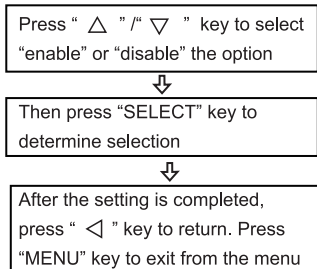 Press “ △ ”/“ ▽ ” key to select
“enable” or “disable” the option
Then press “SELECT” key to
determine selection
After the setting is completed,
press “ ◁ ” key to return. Press
“MENU” key to exit from the menu